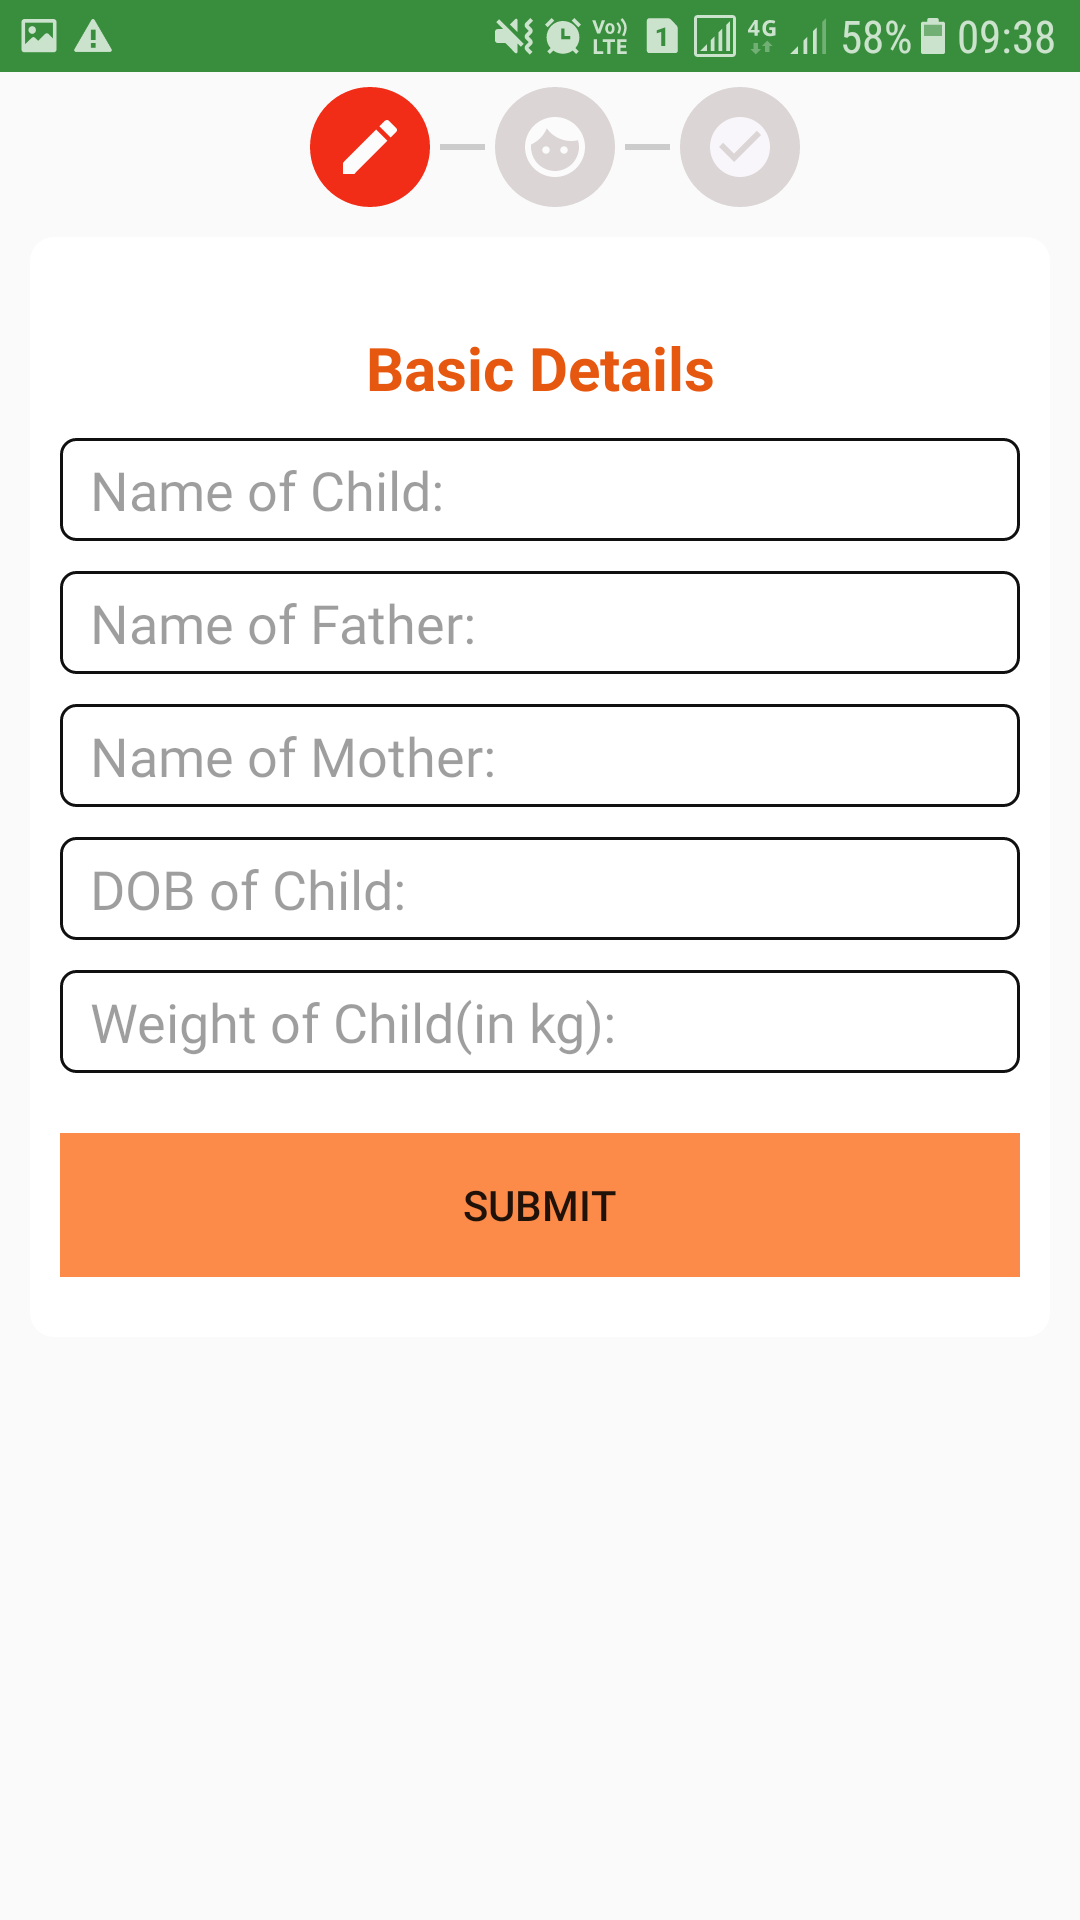 Vo)) LTE 1 4G 58% 09:38
Basic Details
Name of Child:
Name of Father:
Name of Mother:
DOB of Child:
Weight of Child(in kg):
SUBMIT